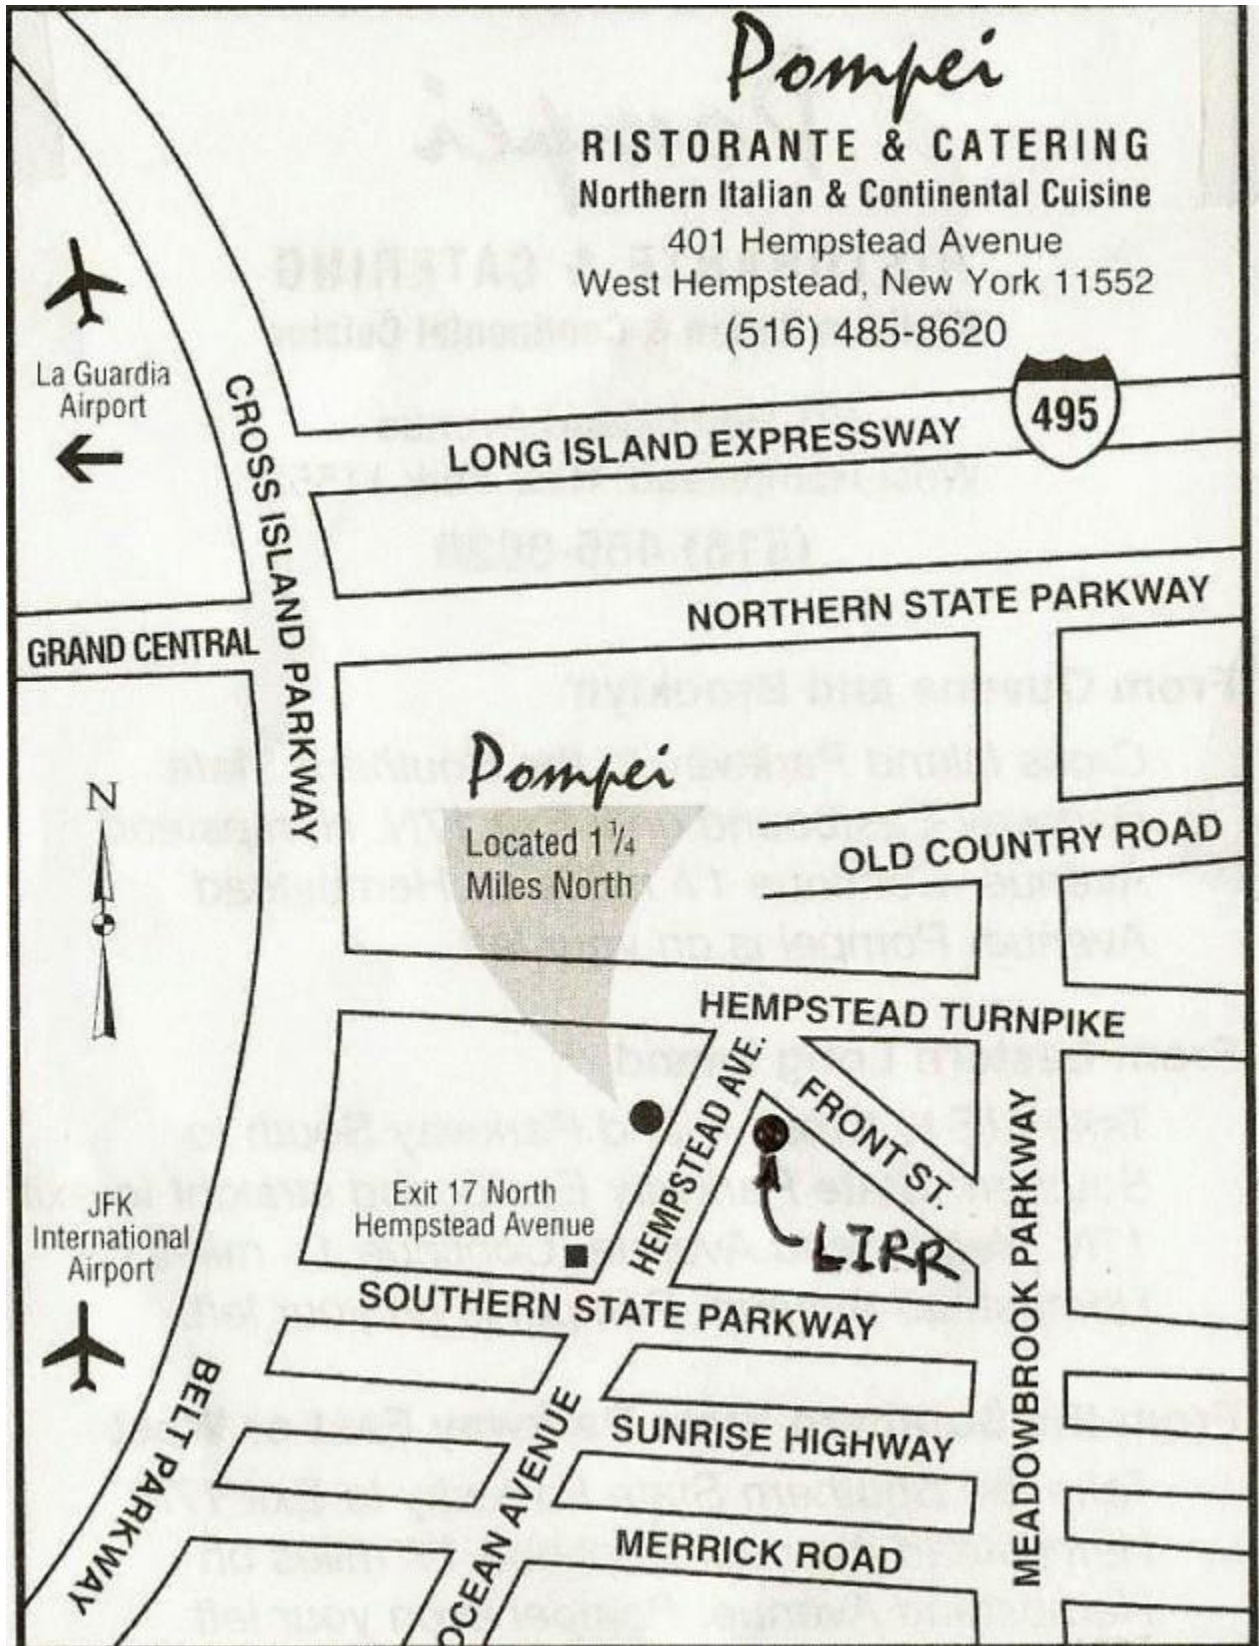 Pompei
RISTORANTE & CATERING
Northern Italian & Continental Cuisine
401 Hempstead Avenue
West Hempstead, New York 11552
(516) 485-8620
La Guardia
Airport
CROSS ISLAND PARKWAY
LONG ISLAND EXPRESSWAY
495
NORTHERN STATE PARKWAY
GRAND CENTRAL
Pompei
Located 1 1/4
Miles North
OLD COUNTRY ROAD
N
HEMPSTEAD TURNPIKE
HEMPSTEAD AVE.
FRONT ST.
LIRR
Exit 17 North
Hempstead Avenue
JFK
International
Airport
SOUTHERN STATE PARKWAY
MEADOWBROOK PARKWAY
BELT PARKWAY
OCEAN AVENUE
SUNRISE HIGHWAY
MERRICK ROAD